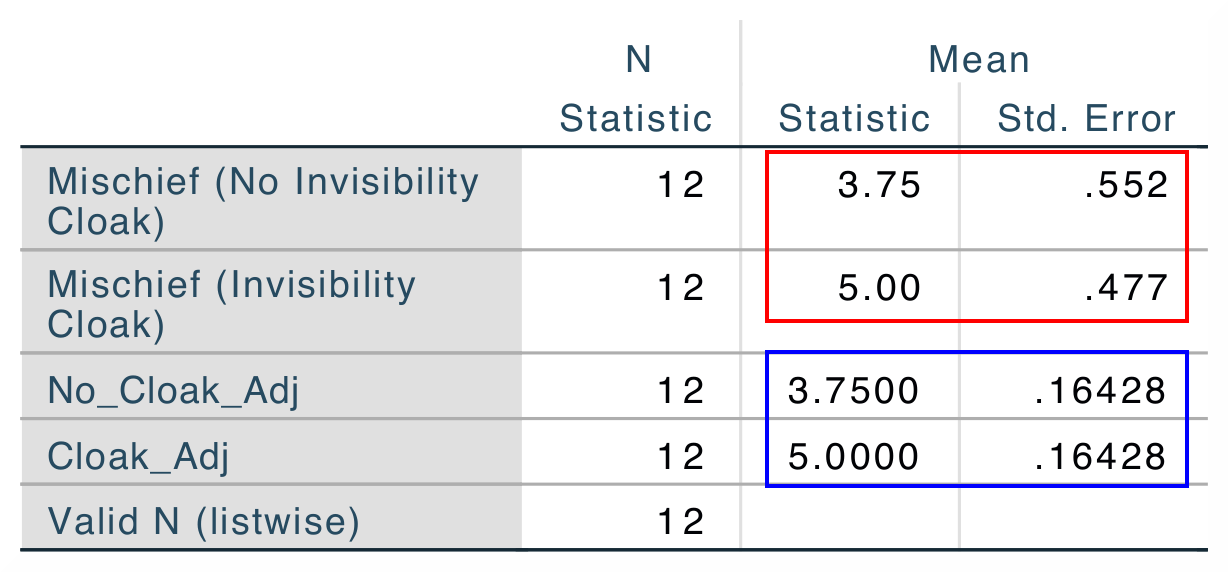 N Mean
Statistic Statistic Std. Error
Mischief (No Invisibility 12 3.75 .552
Cloak)
Mischief (Invisibility 12 5.00 .477
Cloak)
No_Cloak_Adj 12 3.7500 .16428
Cloak_Adj 12 5.0000 .16428
Valid N (listwise) 12